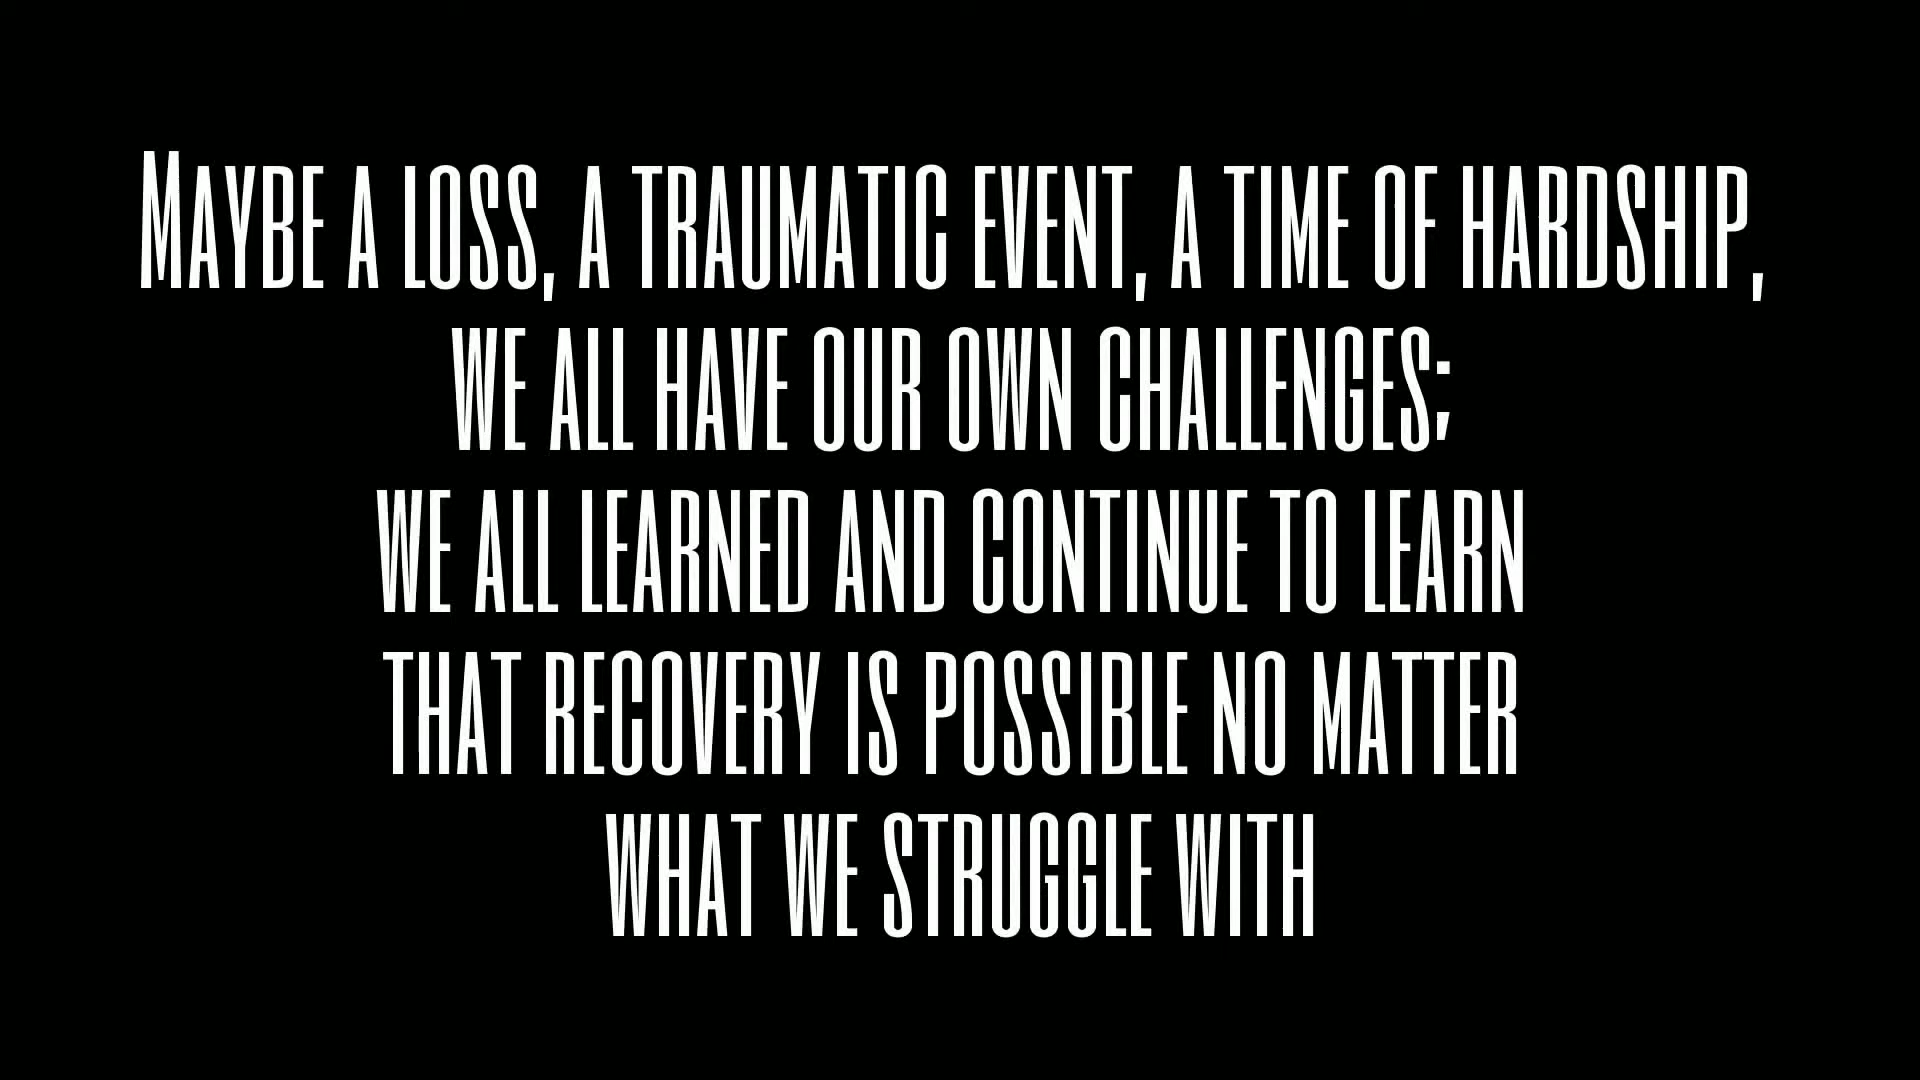 Maybe a loss, a traumatic event, a time of hardship,
we all have our own challenges;
we all learned and continue to learn
that recovery is possible no matter
what we struggle with